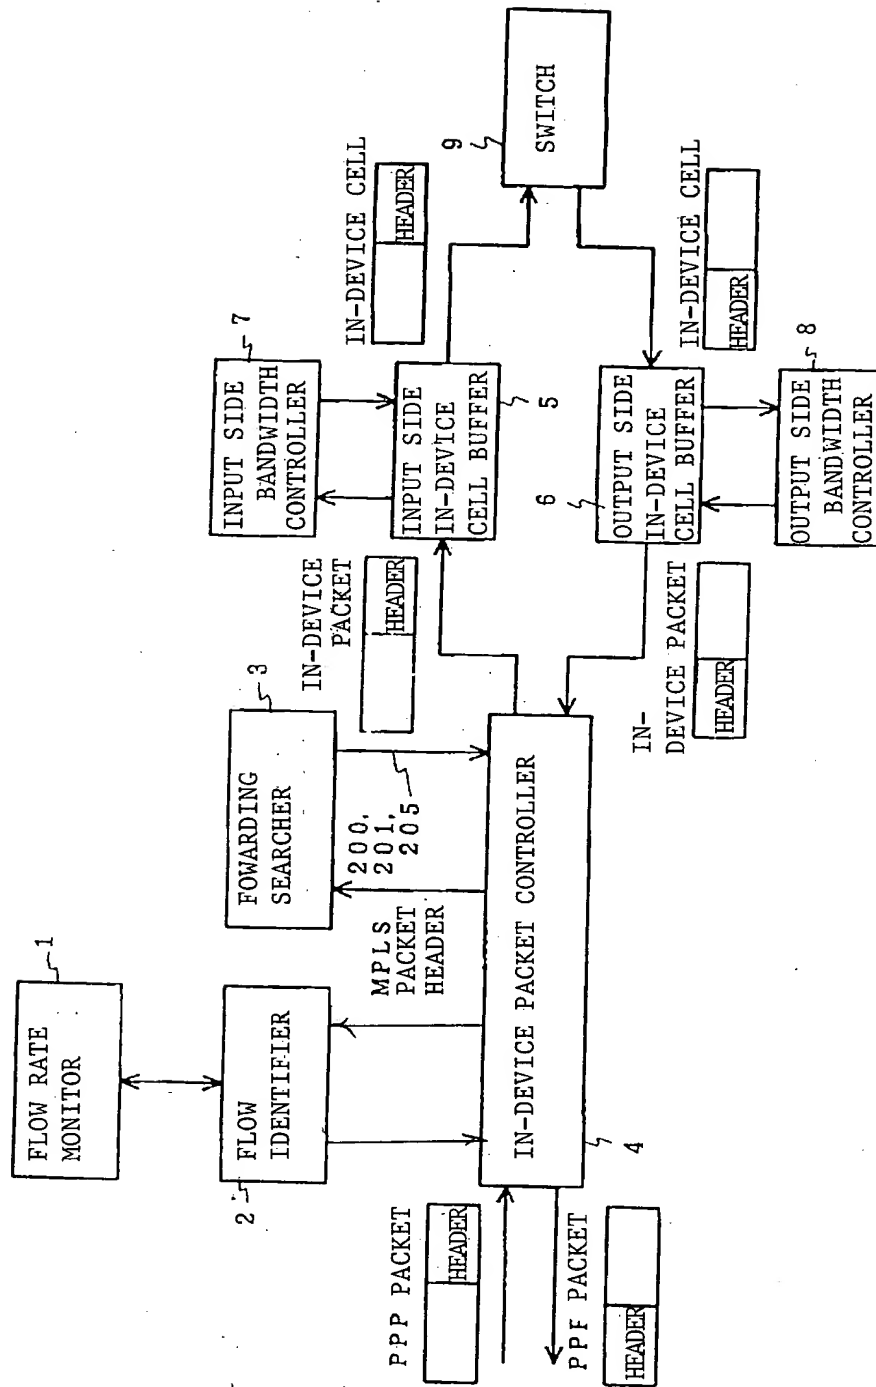 FLOW RATE
MONITOR
1
FLOW
IDENTIFIER
2
FOWARDING
SEARCHER
3
MPLS
PACKET
HEADER
200,
201,
205
IN-DEVICE PACKET CONTROLLER
4
PPP PACKET
HEADER
PPF PACKET
HEADER
IN-DEVICE
PACKET
HEADER
IN-
DEVICE PACKET
HEADER
INPUT SIDE
BANDWIDTH
CONTROLLER
7
INPUT SIDE
IN-DEVICE
CELL BUFFER
5
OUTPUT SIDE
IN-DEVICE
CELL BUFFER
6
OUTPUT SIDE
BANDWIDTH
CONTROLLER
8
IN-DEVICE CELL
HEADER
IN-DEVICE CELL
HEADER
SWITCH
9